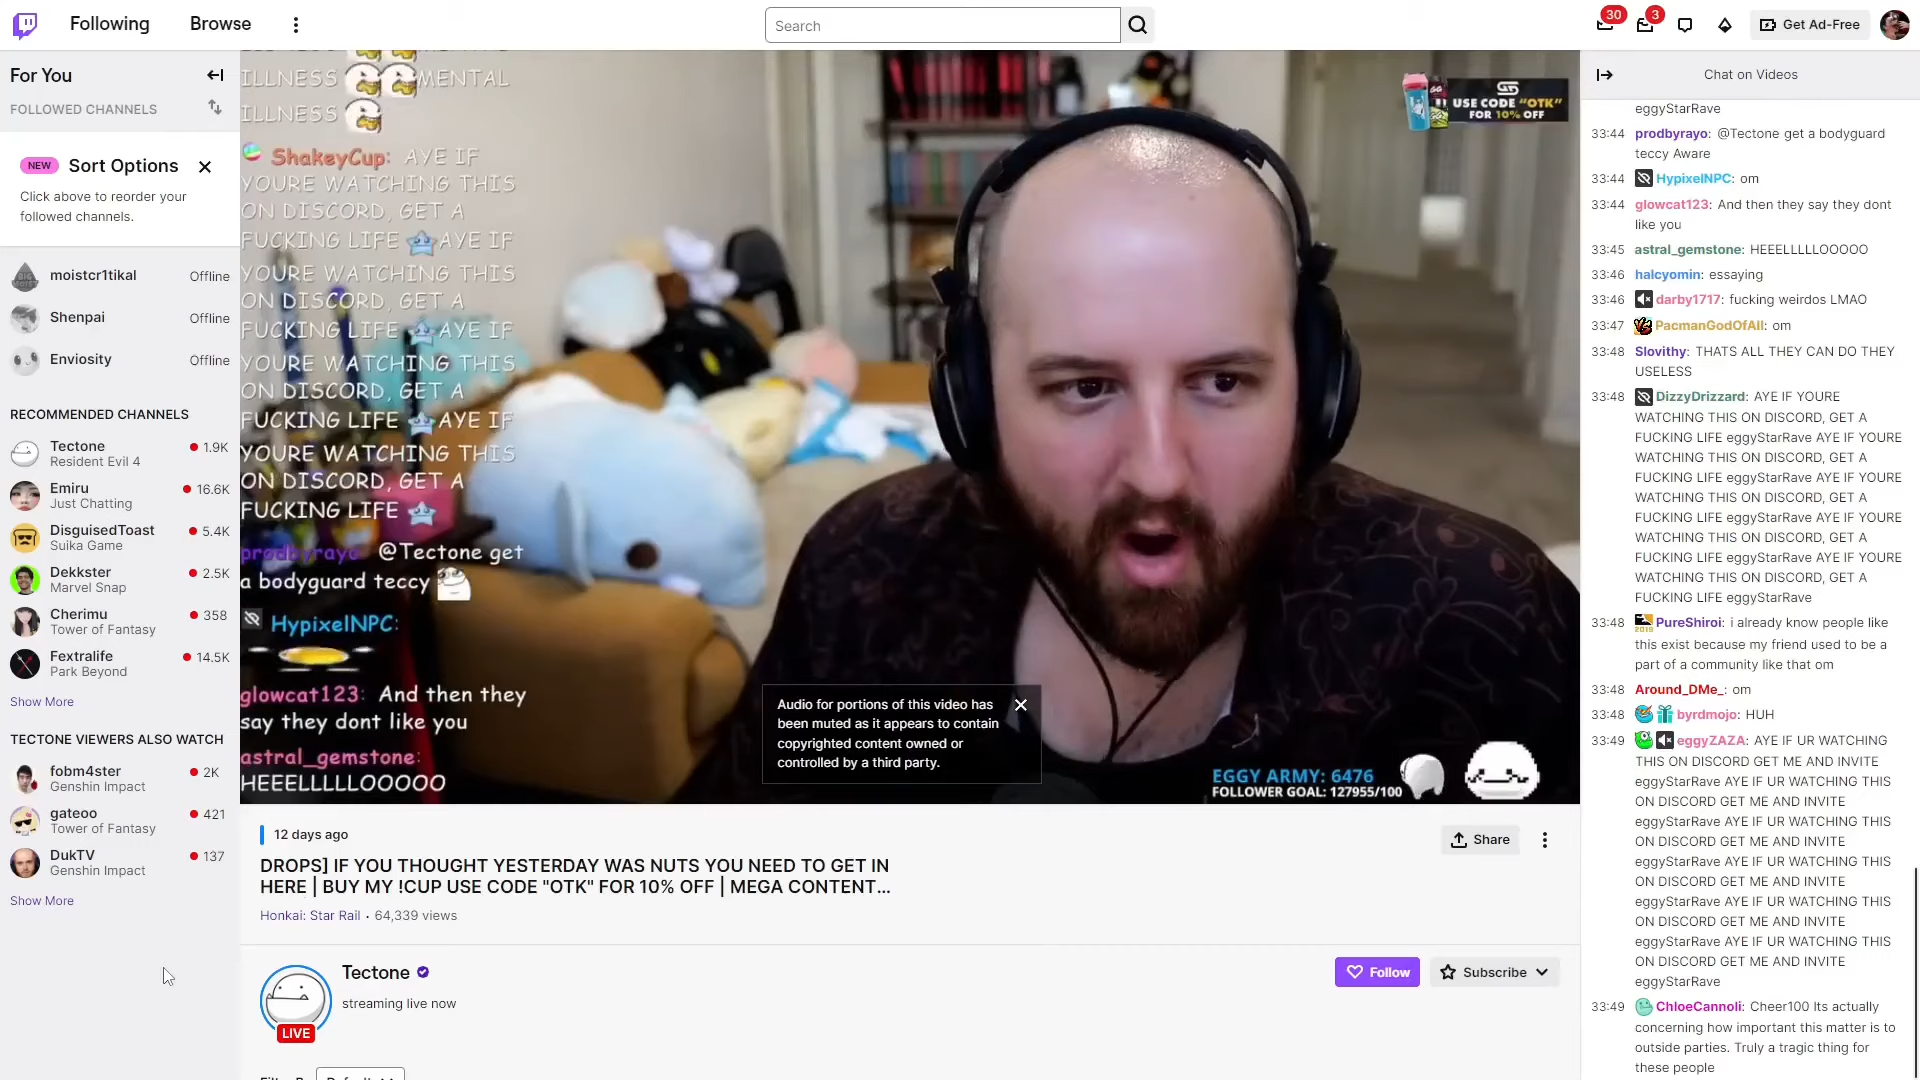 Following
Browse
Search
30
3
Get Ad-Free
For You
FOLLOWED CHANNELS
NEW
Sort Options
Click above to reorder your
followed channels.
moistcr1tikal
Offline
Shenpai
Offline
Enviosity
Offline
RECOMMENDED CHANNELS
Tectone
1.9K
Resident Evil 4
Emiru
16.6K
Just Chatting
DisguisedToast
5.4K
Suika Game
Dekkster
2.5K
Marvel Snap
Cherimu
358
Tower of Fantasy
Fextralife
14.5K
Park Beyond
Show More
TECTONE VIEWERS ALSO WATCH
fobm4ster
2K
Genshin Impact
gateoo
421
Tower of Fantasy
DukTV
137
Genshin Impact
Show More
ILLNESS MENTAL
ILLNESS
ShakeyCup: AYE IF
YOURE WATCHING THIS
ON DISCORD, GET A
FUCKING LIFE AYE IF
YOURE WATCHING THIS
ON DISCORD, GET A
FUCKING LIFE AYE IF
YOURE WATCHING THIS
ON DISCORD, GET A
FUCKING LIFE AYE IF
YOURE WATCHING THIS
ON DISCORD, GET A
FUCKING LIFE
prodbyrayo: @Tectone get
a bodyguard teccy
HypixelNPC:
glowcat123: And then they
say they dont like you
astral_gemstone:
HEEELLLLLOOOOO
USE CODE "OTK"
FOR 10% OFF
Audio for portions of this video has
been muted as it appears to contain
copyrighted content owned or
controlled by a third party.
EGGY ARMY: 6476
FOLLOWER GOAL: 127955/100
12 days ago
Share
DROPS] IF YOU THOUGHT YESTERDAY WAS NUTS YOU NEED TO GET IN
HERE | BUY MY !CUP USE CODE "OTK" FOR 10% OFF | MEGA CONTENT...
Honkai: Star Rail • 64,339 views
Tectone
streaming live now
LIVE
Follow
Subscribe
Chat on Videos
eggyStarRave
33:44 prodbyrayo: @Tectone get a bodyguard
teccy Aware
33:44 HypixelNPC: om
33:44 glowcat123: And then they say they dont
like you
33:45 astral_gemstone: HEEELLLLLOOOOO
33:46 halcyomin: essaying
33:46 darby1717: fucking weirdos LMAO
33:47 PacmanGodOfAll: om
33:48 Slovithy: THATS ALL THEY CAN DO THEY
USELESS
33:48 DizzyDrizzard: AYE IF YOURE
WATCHING THIS ON DISCORD, GET A
FUCKING LIFE eggyStarRave AYE IF YOURE
WATCHING THIS ON DISCORD, GET A
FUCKING LIFE eggyStarRave AYE IF YOURE
WATCHING THIS ON DISCORD, GET A
FUCKING LIFE eggyStarRave AYE IF YOURE
WATCHING THIS ON DISCORD, GET A
FUCKING LIFE eggyStarRave AYE IF YOURE
WATCHING THIS ON DISCORD, GET A
FUCKING LIFE eggyStarRave
33:48 PureShiroi: i already know people like
this exist because my friend used to be a
part of a community like that om
33:48 Around_DMe_: om
33:48 byrdmojo: HUH
33:49 eggyZAZA: AYE IF UR WATCHING
THIS ON DISCORD GET ME AND INVITE
eggyStarRave AYE IF UR WATCHING THIS
ON DISCORD GET ME AND INVITE
eggyStarRave AYE IF UR WATCHING THIS
ON DISCORD GET ME AND INVITE
eggyStarRave AYE IF UR WATCHING THIS
ON DISCORD GET ME AND INVITE
eggyStarRave AYE IF UR WATCHING THIS
ON DISCORD GET ME AND INVITE
eggyStarRave AYE IF UR WATCHING THIS
ON DISCORD GET ME AND INVITE
eggyStarRave
33:49 ChloeCannoli: Cheer100 Its actually
concerning how important this matter is to
outside parties. Truly a tragic thing for
these people